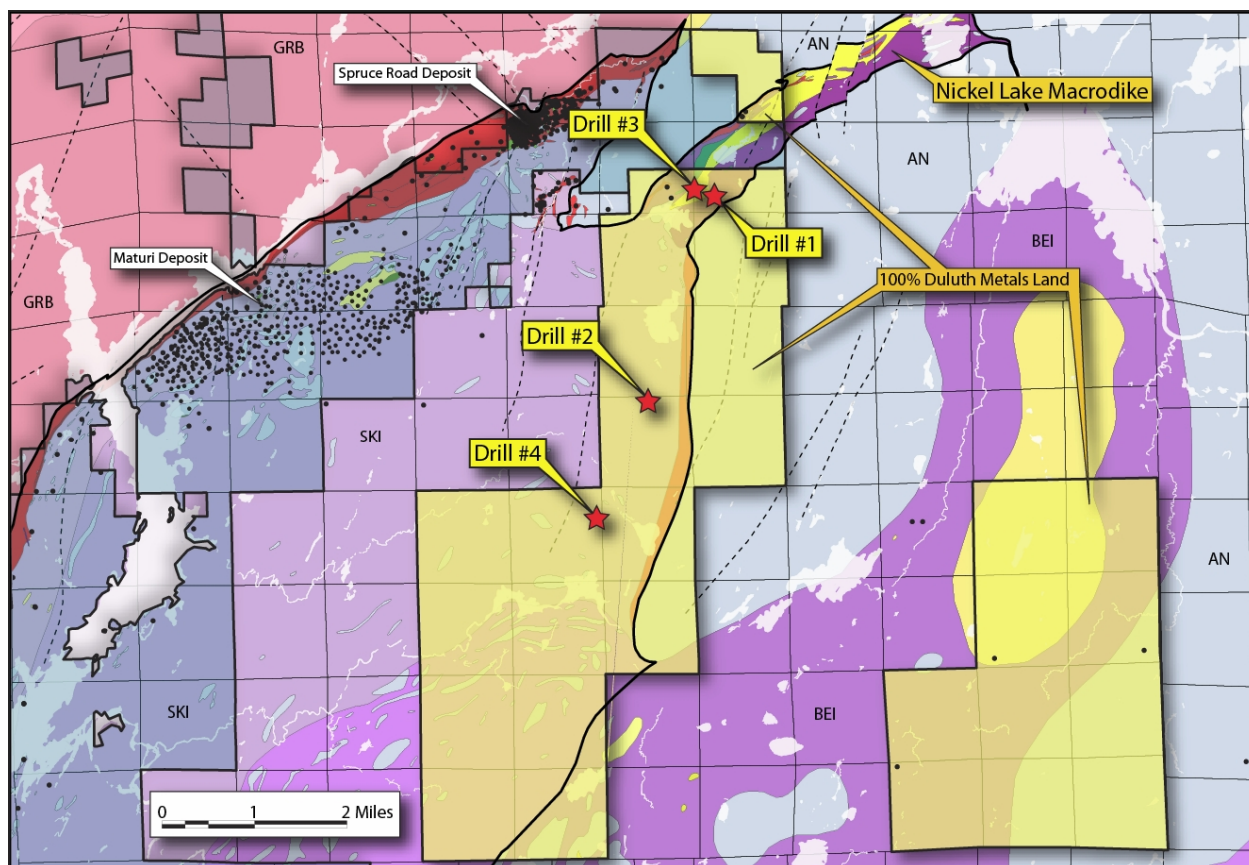 GRB
AN
Spruce Road Deposit
Nickel Lake Macrodike
Drill #3
AN
Drill #1
BEI
Maturi Deposit
100% Duluth Metals Land
GRB
Drill #2
SKI
Drill #4
AN
SKI
BEI
0 1 2 Miles